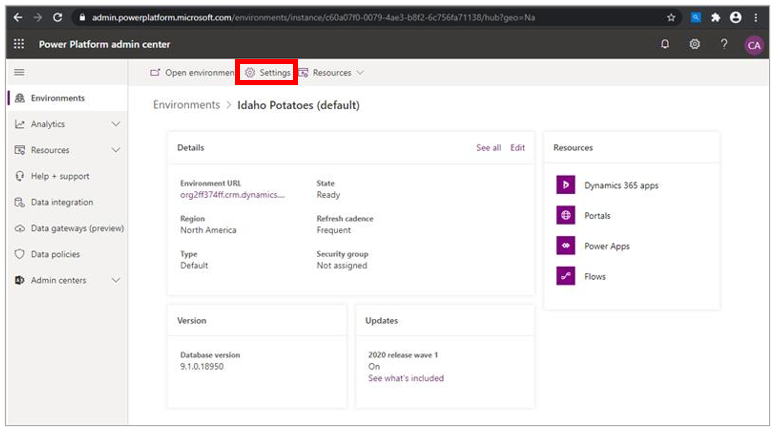 admin.powerplatform.microsoft.com/environments/instance/c60a07f0-0079-4ae3-b8f2-6c756fa71138/hub?geo=Na
Power Platform admin center
CA
Open environmen
Settings
Resources
Environments
Analytics
Resources
Help + support
Data integration
Data gateways (preview)
Data policies
Admin centers
Environments > Idaho Potatoes (default)
Details
See all Edit
Environment URL
org2ff374ff.crm.dynamics....
State
Ready
Region
North America
Refresh cadence
Frequent
Type
Default
Security group
Not assigned
Resources
Dynamics 365 apps
Portals
Power Apps
Flows
Version
Database version
9.1.0.18950
Updates
2020 release wave 1
On
See what's included